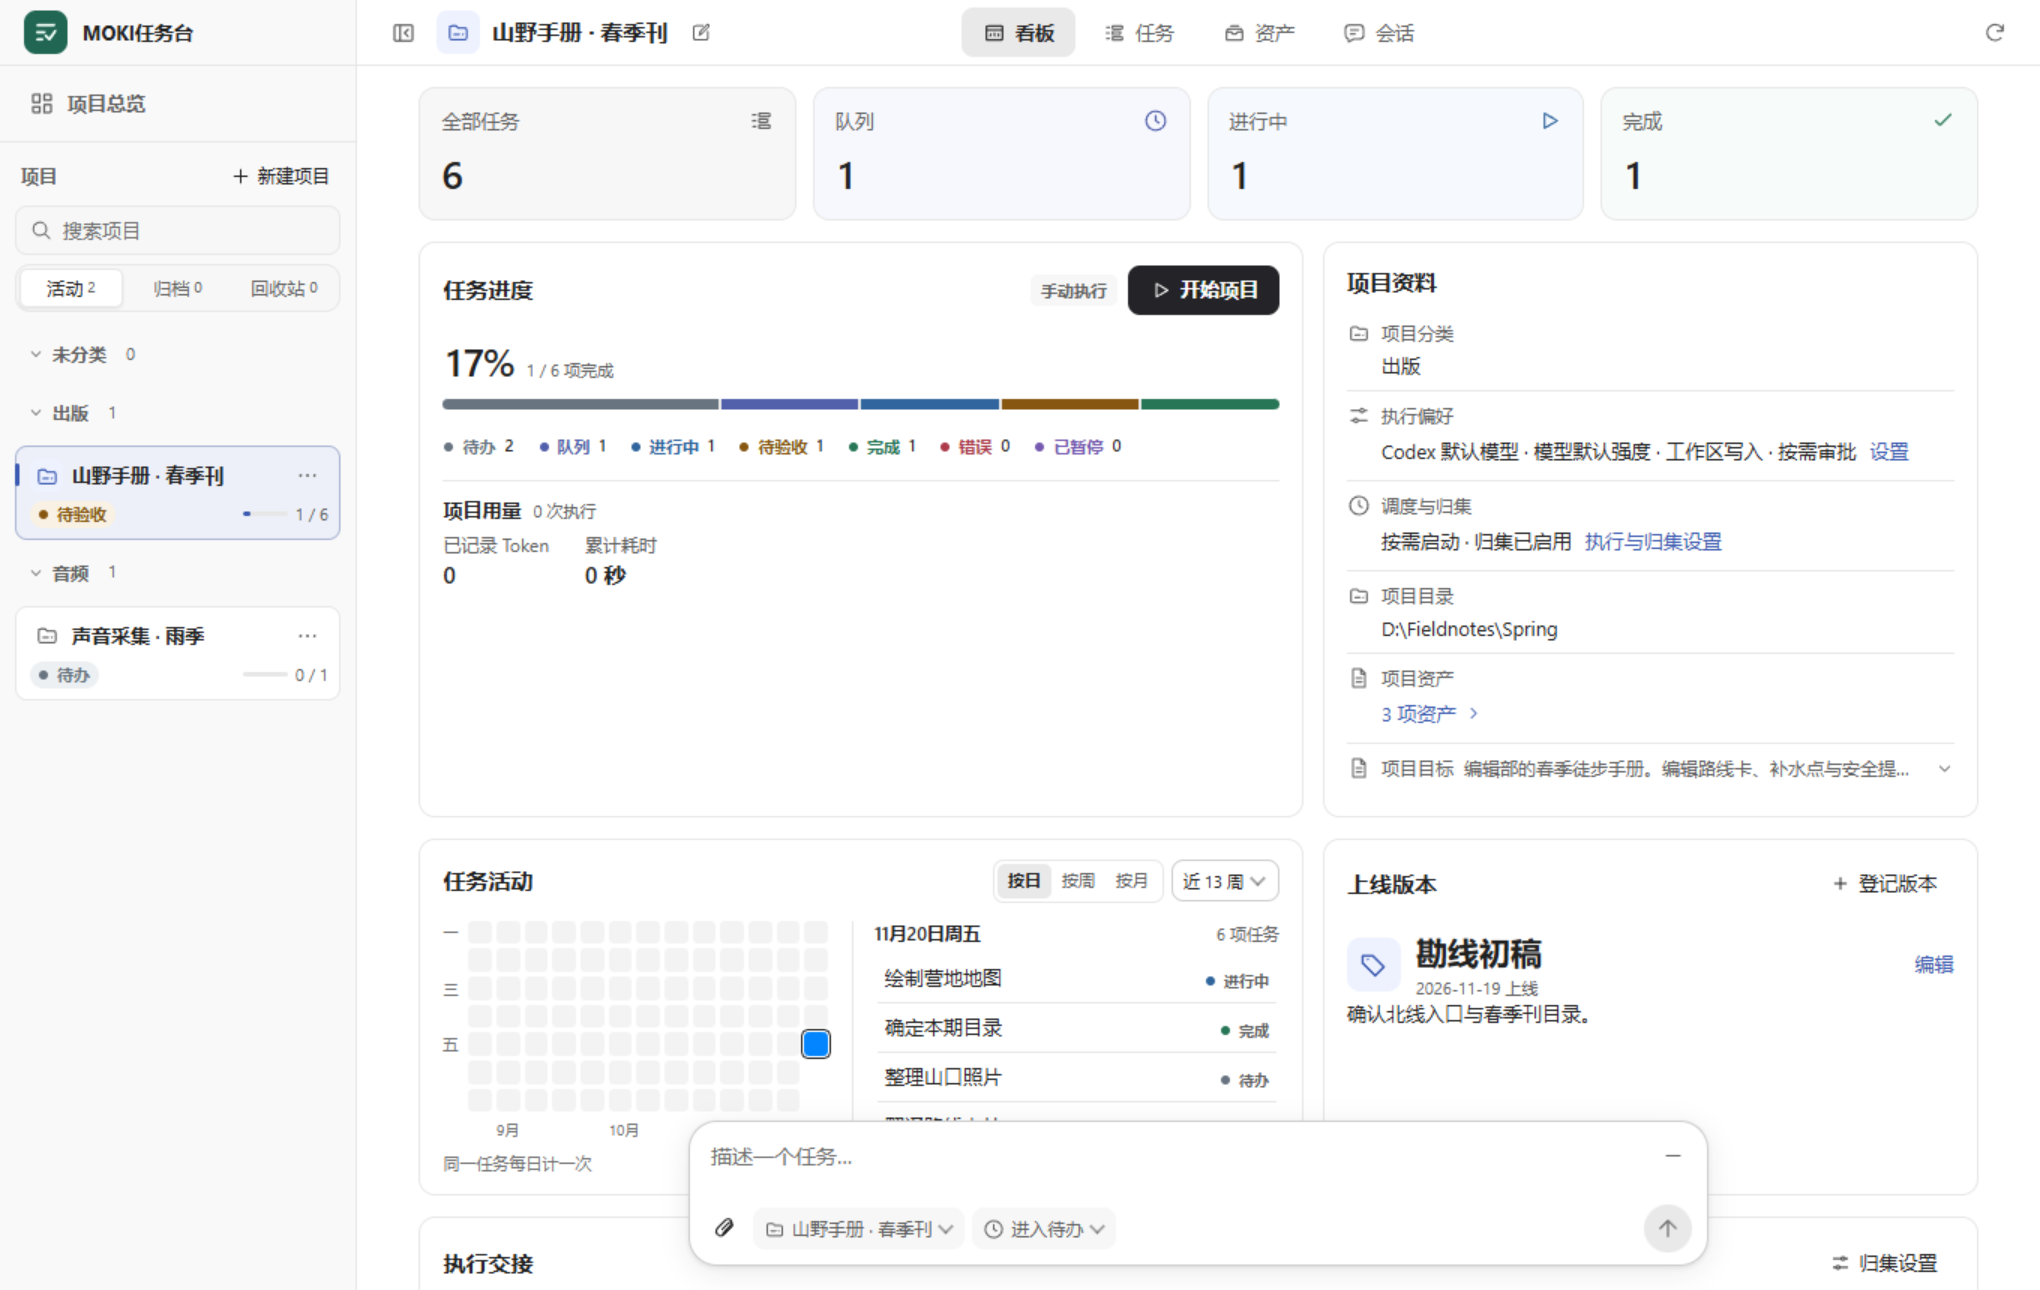 MOKI任务台
项目总览
项目
+ 新建项目
搜索项目
活动 2
归档 0
回收站 0
未分类 0
出版 1
山野手册 · 春季刊
待验收
1 / 6
音频 1
声音采集 · 雨季
待办
0 / 1
山野手册 · 春季刊
看板
任务
资产
会话
全部任务
6
队列
1
进行中
1
完成
1
任务进度
手动执行
开始项目
17% 1 / 6 项完成
待办 2 队列 1 进行中 1 待验收 1 完成 1 错误 0 已暂停 0
项目用量 0 次执行
已记录 Token 累计耗时
0 0 秒
项目资料
项目分类
出版
执行偏好
Codex 默认模型 · 模型默认强度 · 工作区写入 · 按需审批 设置
调度与归集
按需启动 · 归集已启用 执行与归集设置
项目目录
D:\Fieldnotes\Spring
项目资产
3 项资产
项目目标 编辑部的春季徒步手册。编辑路线卡、补水点与安全提...
任务活动
按日 按周 按月
近 13 周
一
三
五
9月 10月
同一任务每日计一次
11月20日周五 6 项任务
绘制营地地图 进行中
确定本期目录 完成
整理山口照片 待办
上线版本
+ 登记版本
勘线初稿
2026-11-19 上线
编辑
确认北线入口与春季刊目录。
描述一个任务...
山野手册 · 春季刊
进入待办
执行交接
归集设置